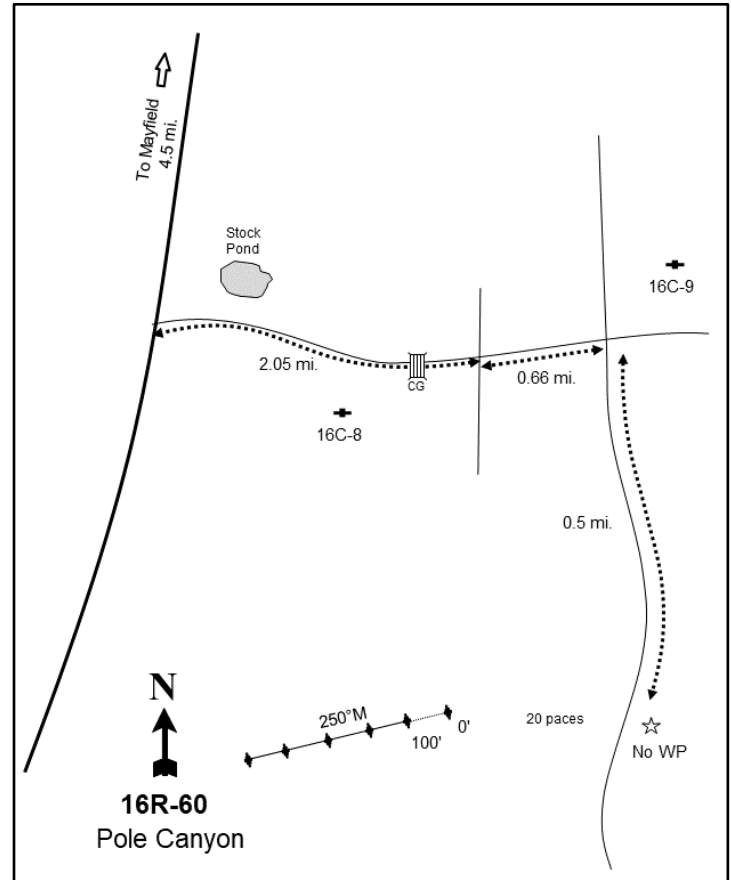 To Mayfield
4.5 mi.
Stock
Pond
16C-9
2.05 mi.
CG
0.66 mi.
16C-8
0.5 mi.
N
250°M
0'
100'
20 paces
No WP
16R-60
Pole Canyon